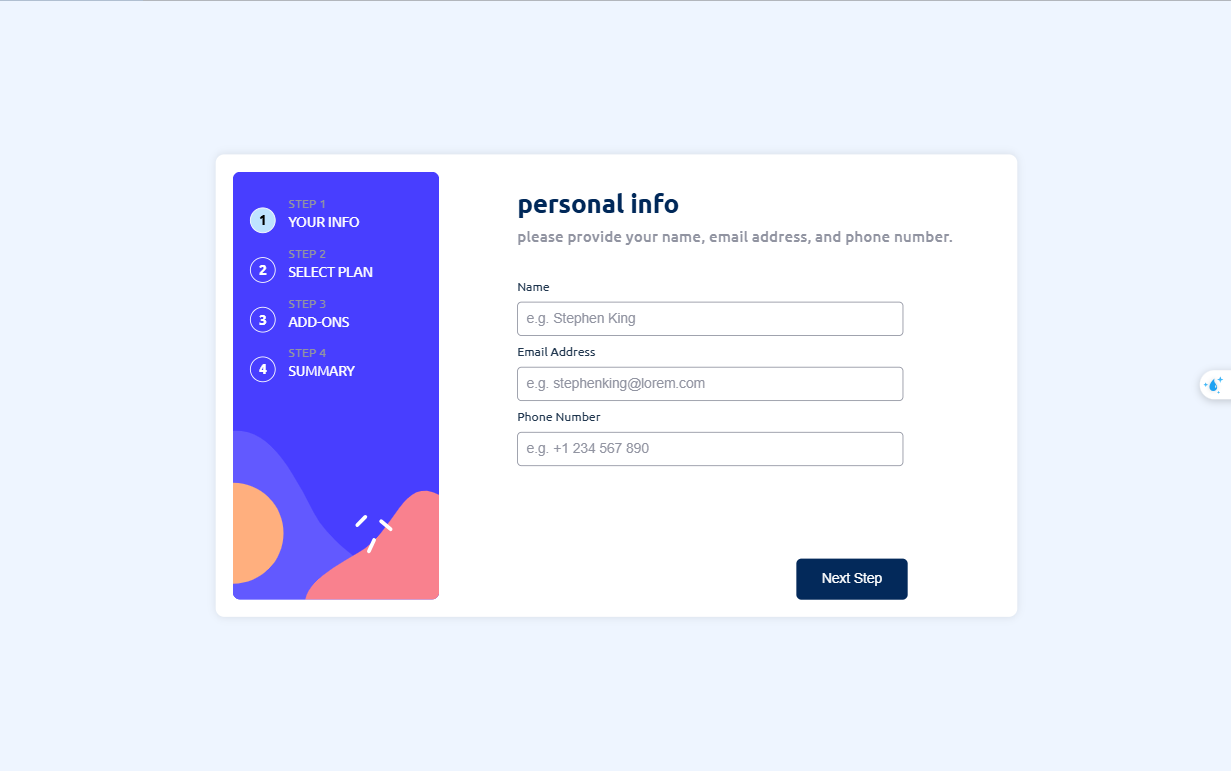 STEP 1
1 YOUR INFO
STEP 2
2 SELECT PLAN
STEP 3
3 ADD-ONS
STEP 4
4 SUMMARY
personal info
please provide your name, email address, and phone number.
Name
e.g. Stephen King
Email Address
e.g. stephenking@lorem.com
Phone Number
e.g. +1 234 567 890
Next Step